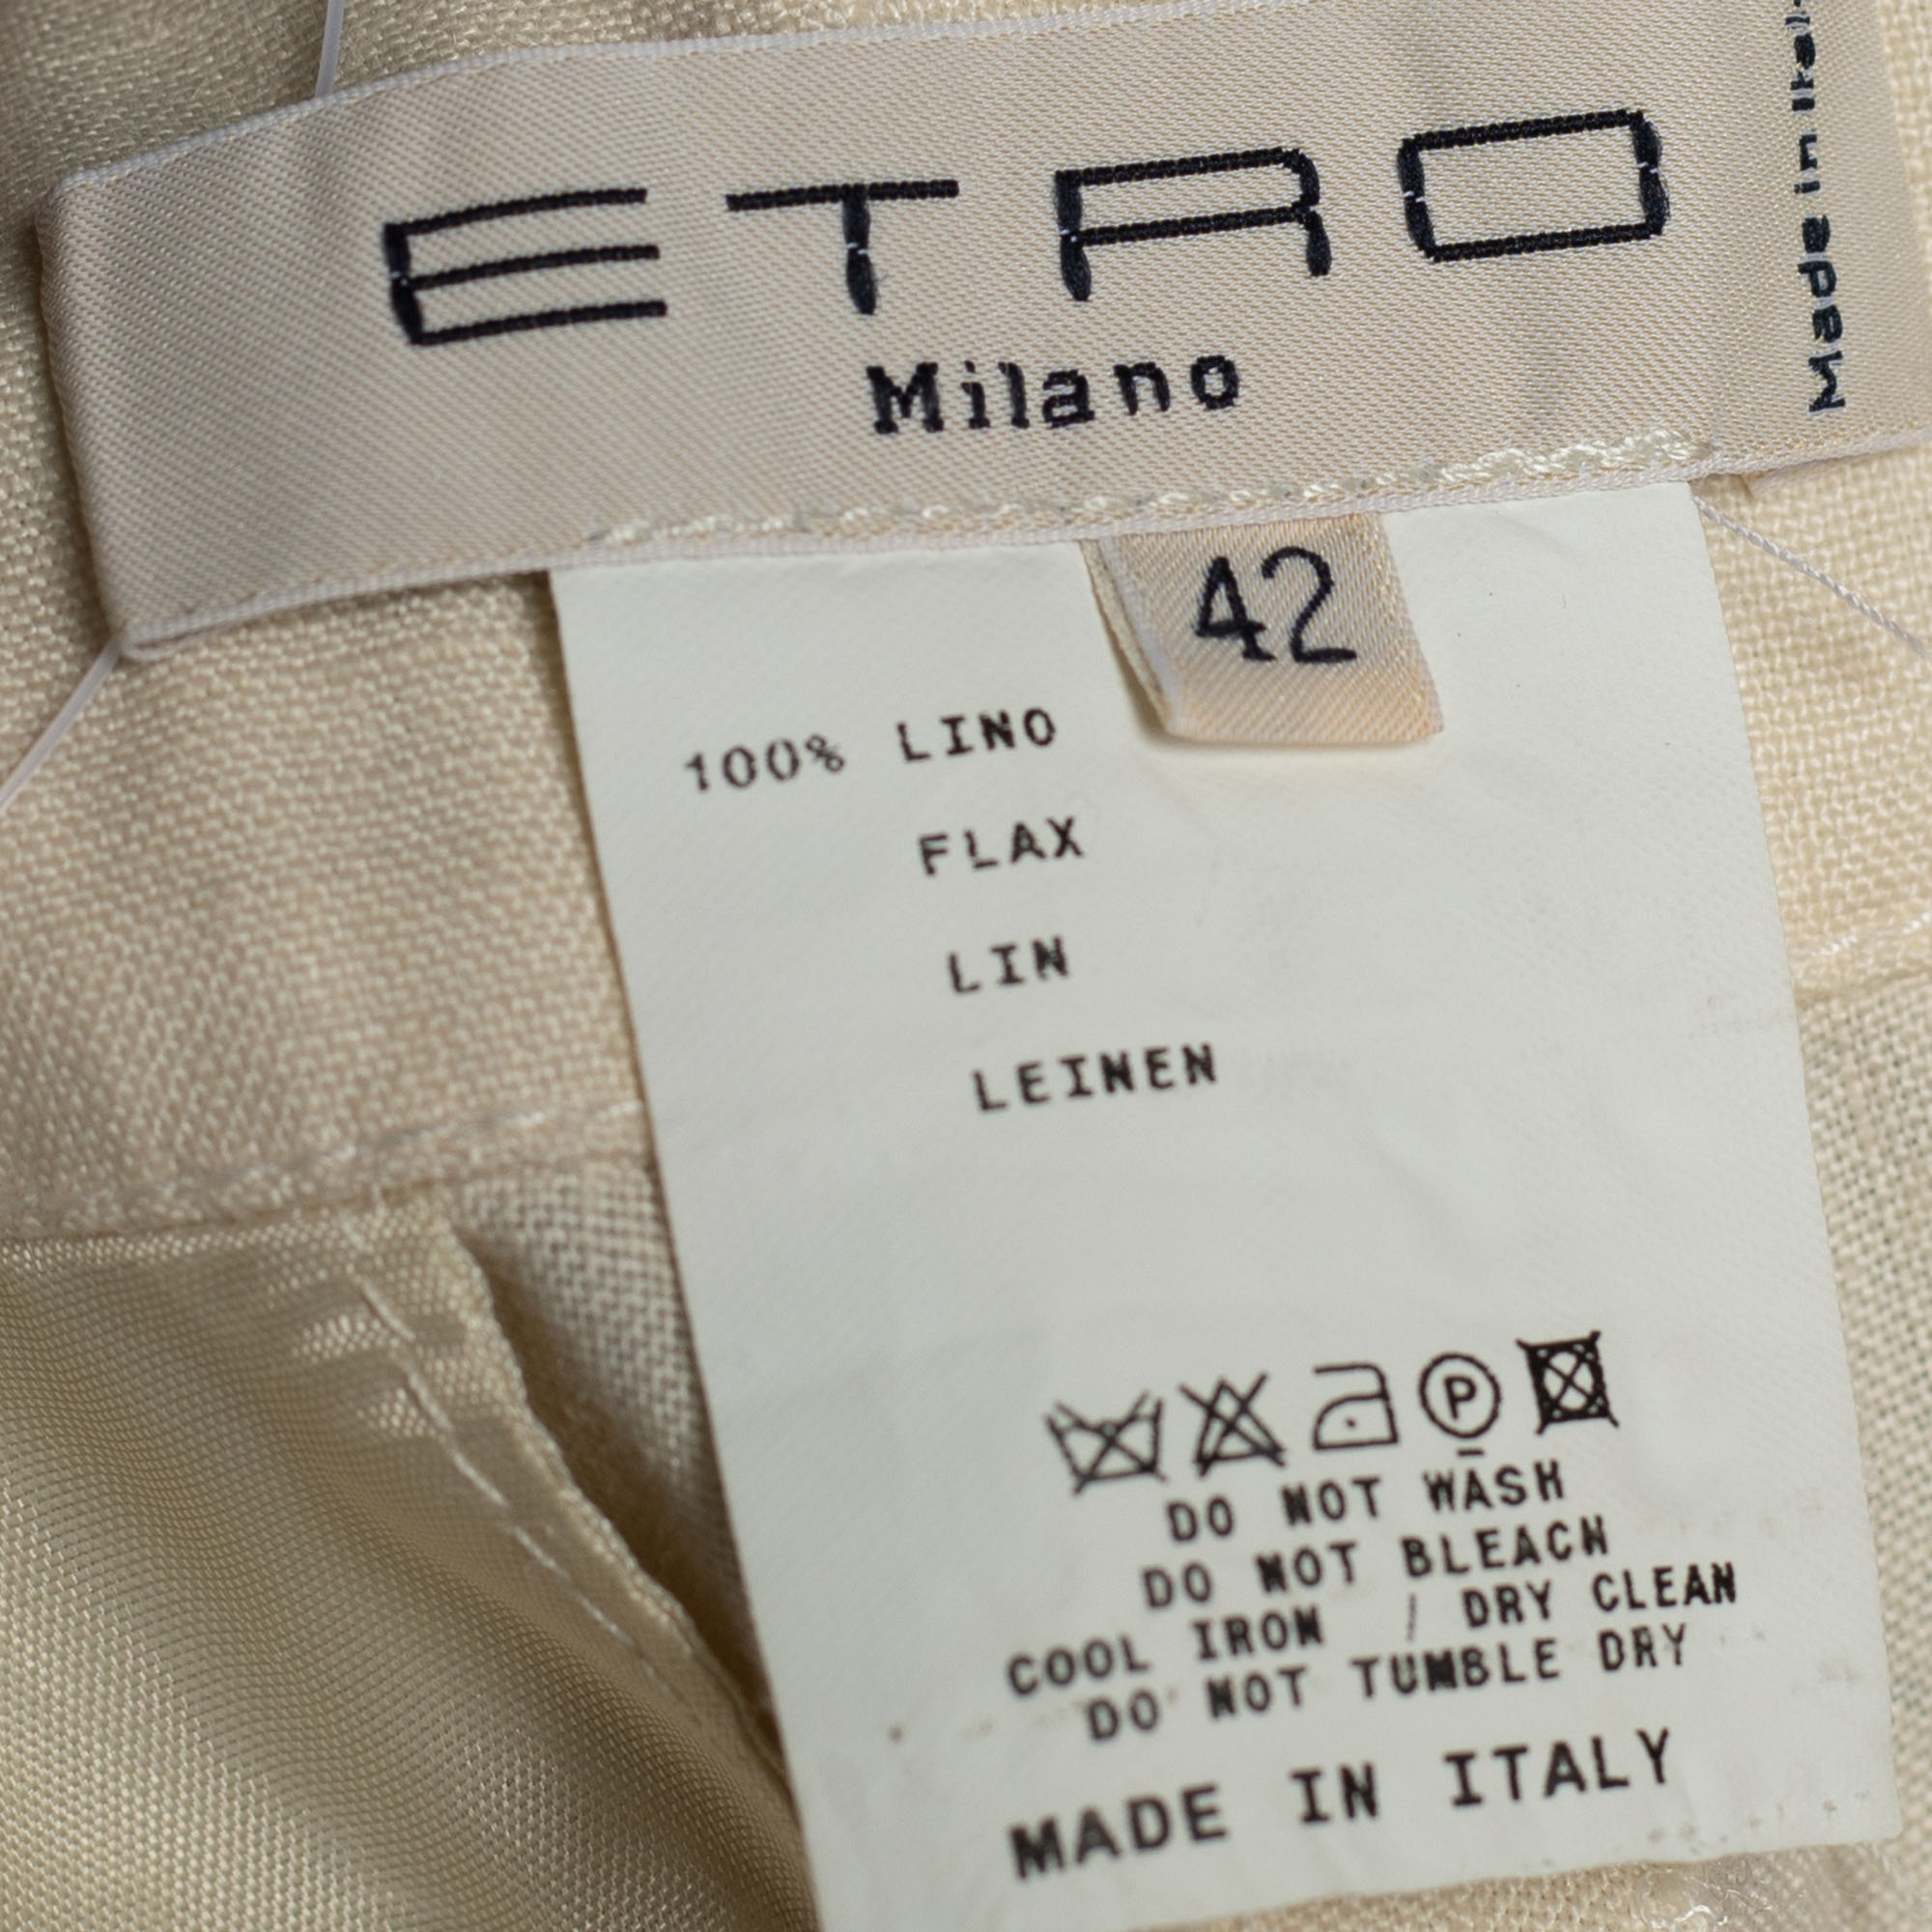 ETRO
Milano
Made in Italy
42
100% LINO
FLAX
LIN
LEINEN
P
DO NOT WASH
DO NOT BLEACH
COOL IRON / DRY CLEAN
DO NOT TUMBLE DRY
MADE IN ITALY